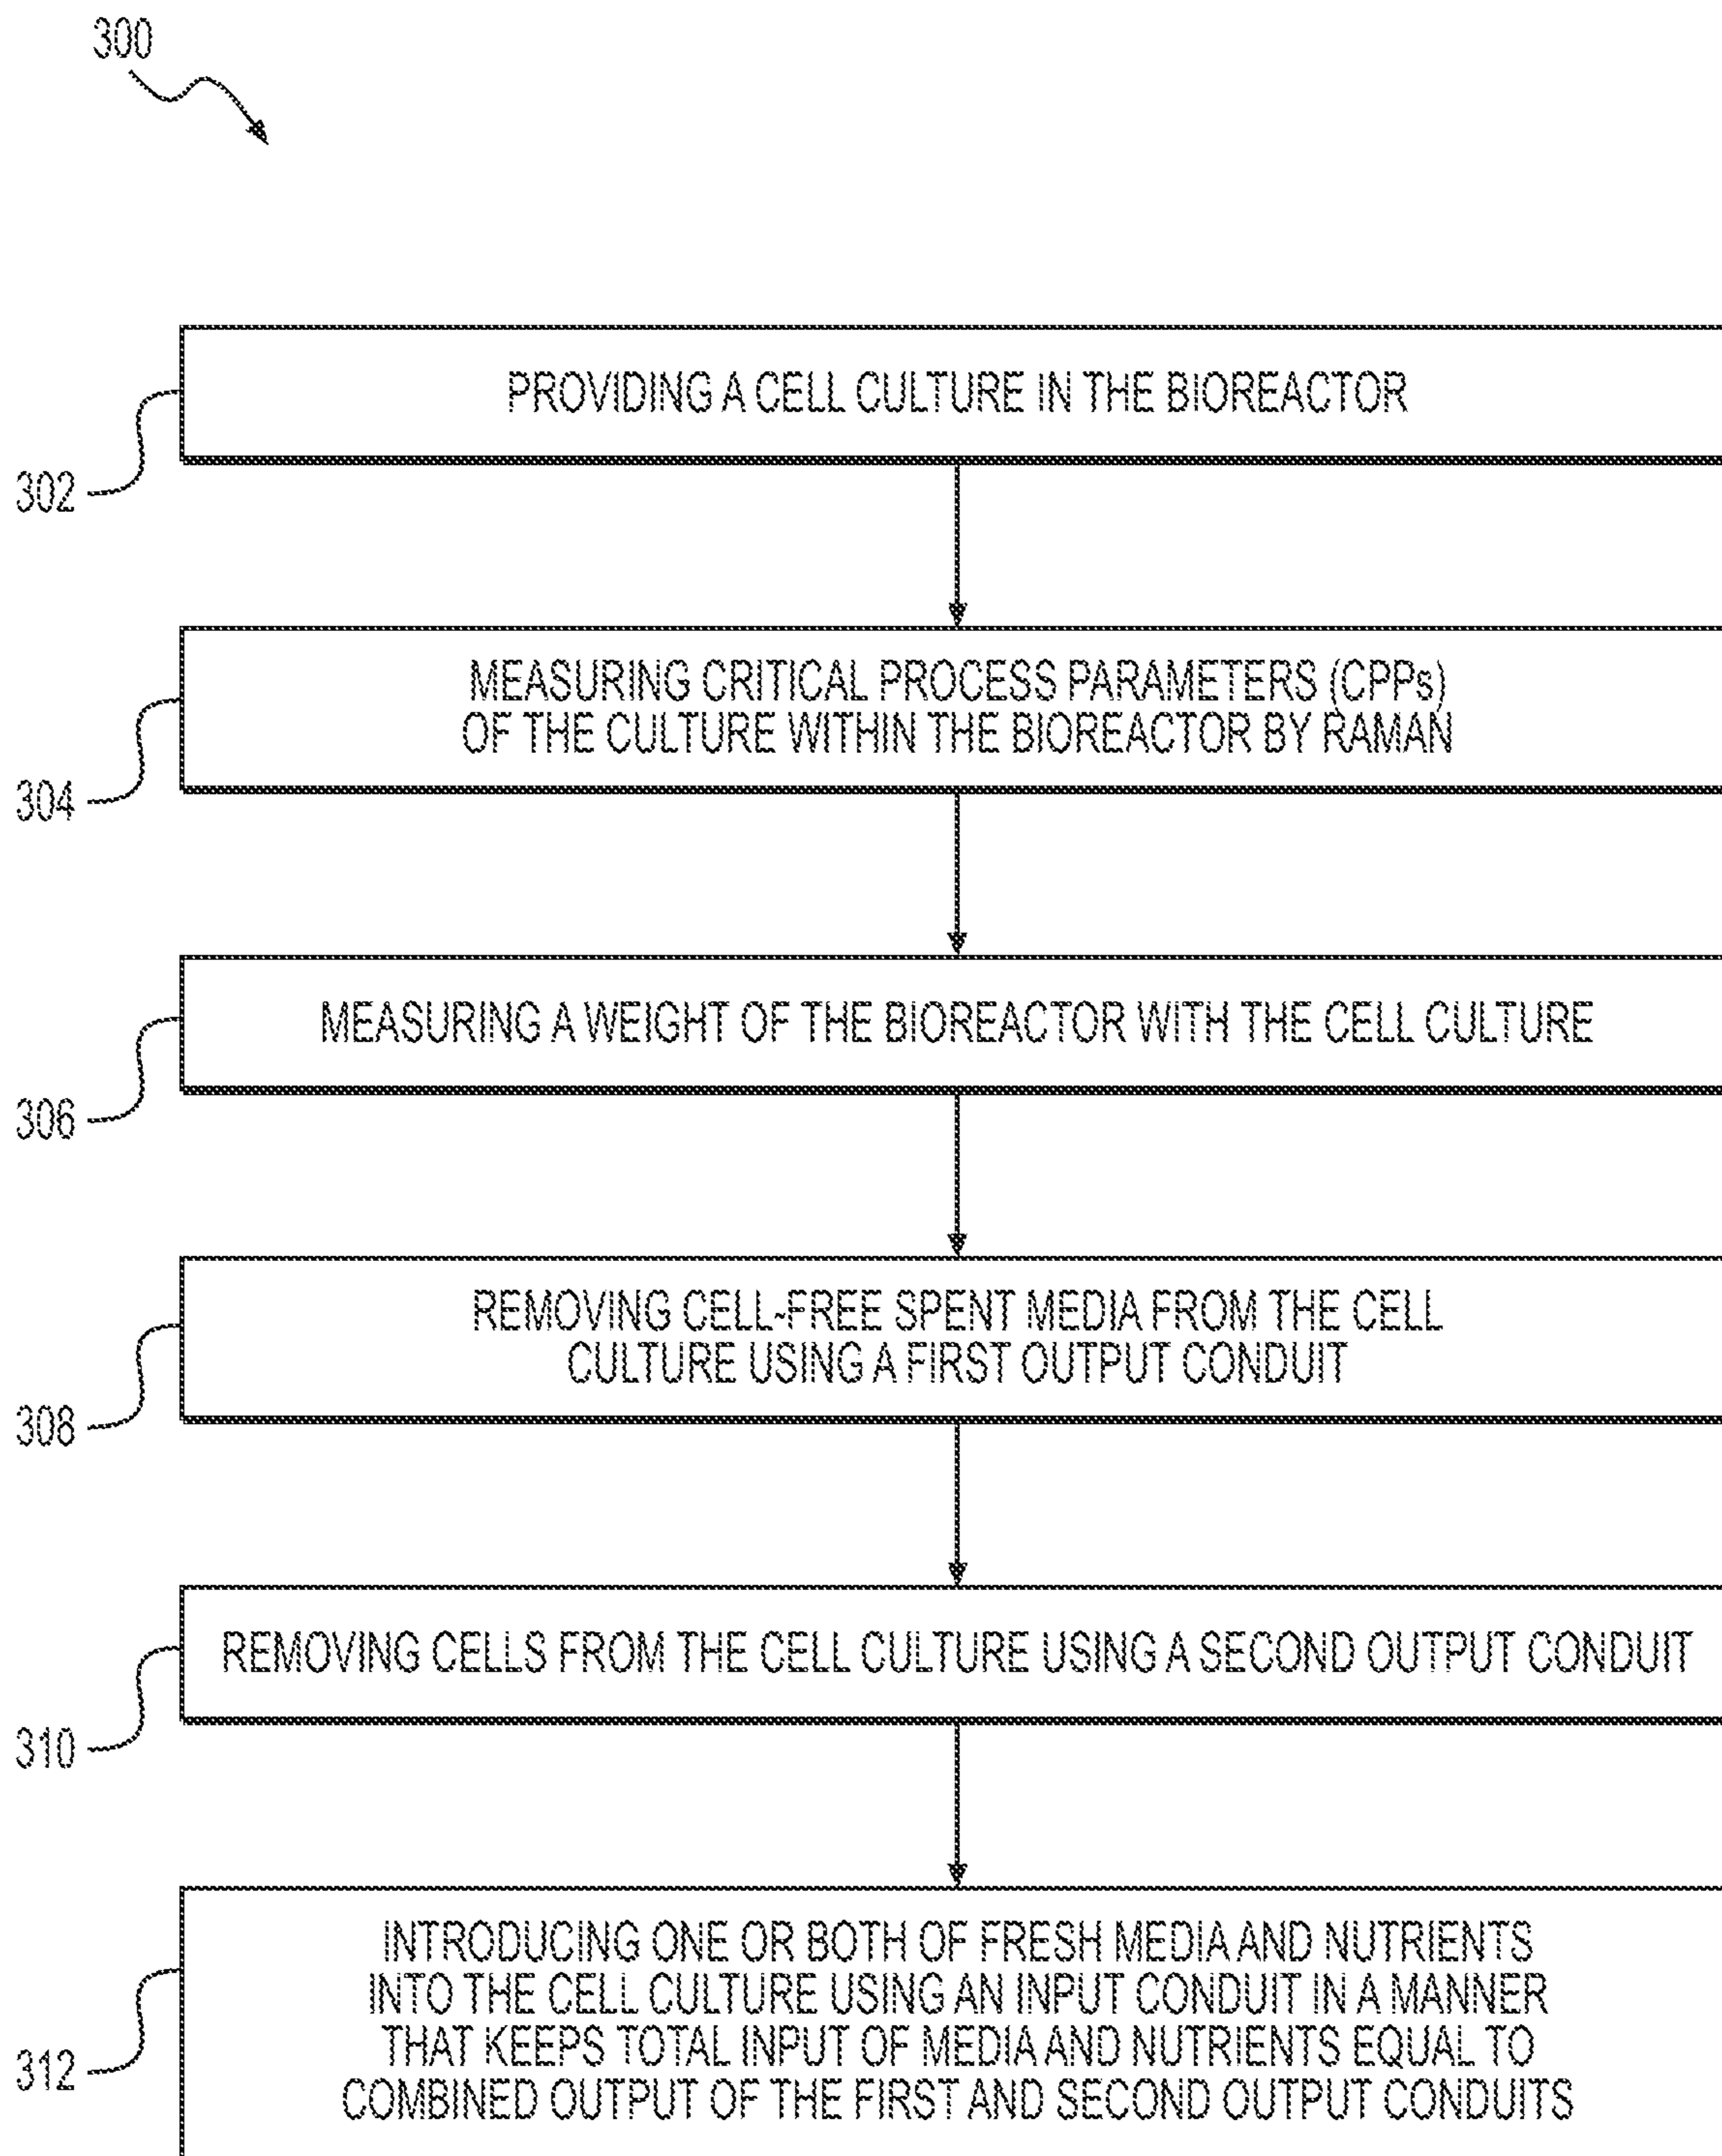 300
PROVIDING A CELL CULTURE IN THE BIOREACTOR
302
MEASURING CRITICAL PROCESS PARAMETERS (CPPs)
OF THE CULTURE WITHIN THE BIOREACTOR BY RAMAN
304
MEASURING A WEIGHT OF THE BIOREACTOR WITH THE CELL CULTURE
306
REMOVING CELL-FREE SPENT MEDIA FROM THE CELL
CULTURE USING A FIRST OUTPUT CONDUIT
308
REMOVING CELLS FROM THE CELL CULTURE USING A SECOND OUTPUT CONDUIT
310
INTRODUCING ONE OR BOTH OF FRESH MEDIA AND NUTRIENTS
INTO THE CELL CULTURE USING AN INPUT CONDUIT IN A MANNER
THAT KEEPS TOTAL INPUT OF MEDIA AND NUTRIENTS EQUAL TO
COMBINED OUTPUT OF THE FIRST AND SECOND OUTPUT CONDUITS
312